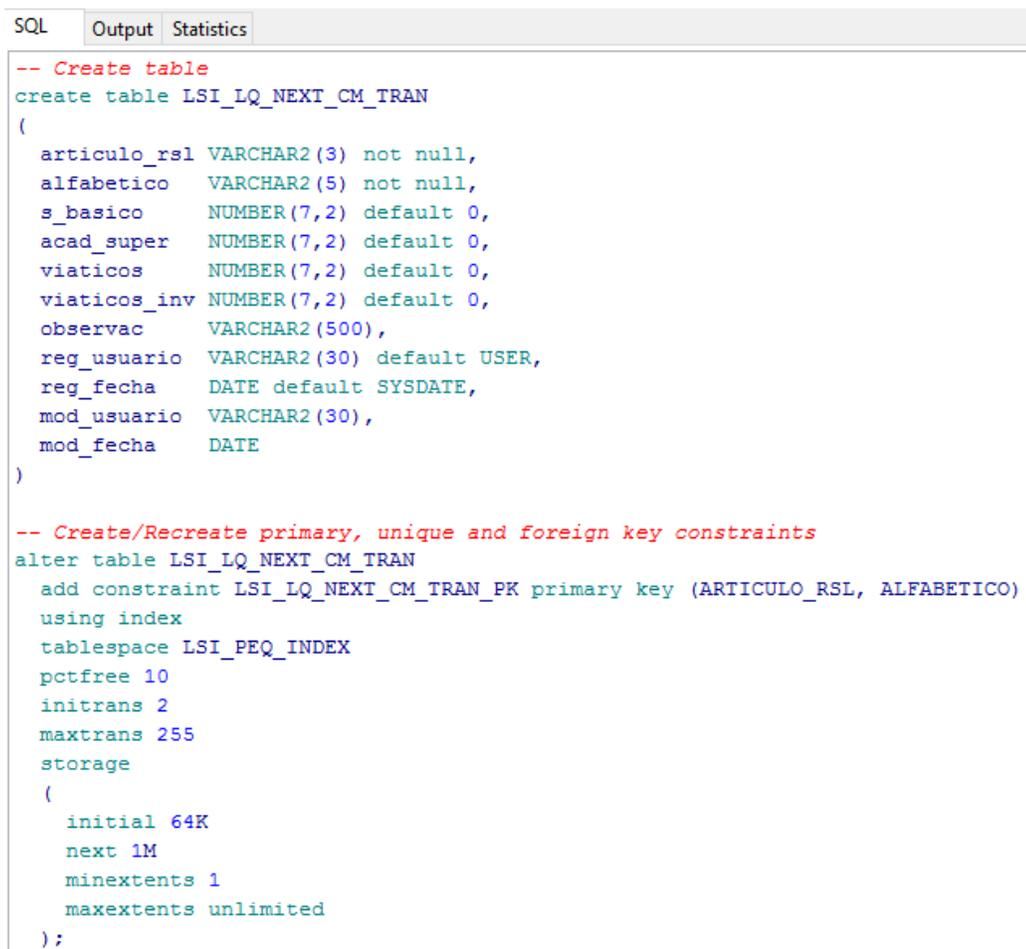 SQL Output Statistics
-- Create table
create table LSI_LQ_NEXT_CM_TRAN
(
  articulo_rsl VARCHAR2(3) not null,
  alfabetico   VARCHAR2(5) not null,
  s_basico     NUMBER(7,2) default 0,
  acad_super   NUMBER(7,2) default 0,
  viaticos     NUMBER(7,2) default 0,
  viaticos_inv NUMBER(7,2) default 0,
  observac     VARCHAR2(500),
  reg_usuario  VARCHAR2(30) default USER,
  reg_fecha    DATE default SYSDATE,
  mod_usuario  VARCHAR2(30),
  mod_fecha    DATE
)
-- Create/Recreate primary, unique and foreign key constraints
alter table LSI_LQ_NEXT_CM_TRAN
  add constraint LSI_LQ_NEXT_CM_TRAN_PK primary key (ARTICULO_RSL, ALFABETICO)
  using index
  tablespace LSI_PEQ_INDEX
  pctfree 10
  initrans 2
  maxtrans 255
  storage
  (
    initial 64K
    next 1M
    minextents 1
    maxextents unlimited
  );